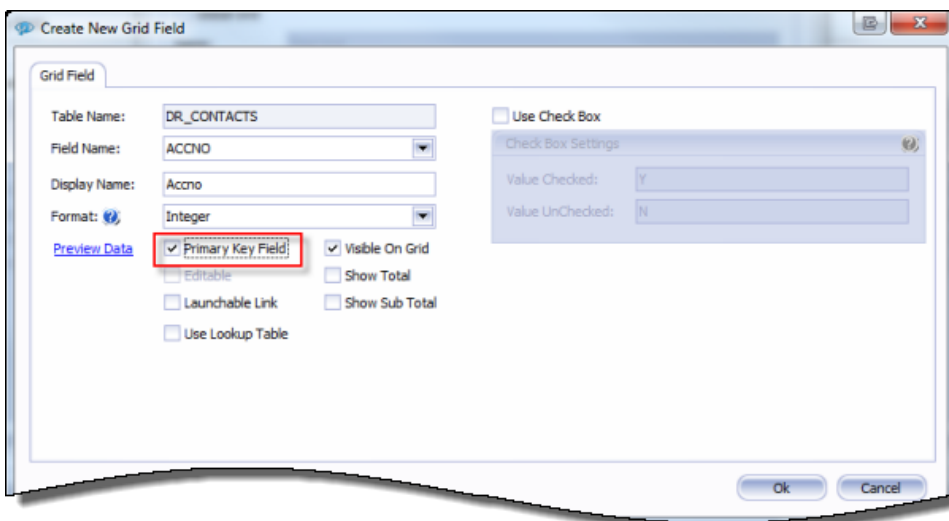 Create New Grid Field
Grid Field
Table Name: DR_CONTACTS
Use Check Box
Field Name: ACCNO
Check Box Settings
Display Name: Accno
Value Checked: Y
Format: Integer
Value UnChecked: N
Preview Data
Primary Key Field
Visible On Grid
Editable
Show Total
Launchable Link
Show Sub Total
Use Lookup Table
Ok
Cancel